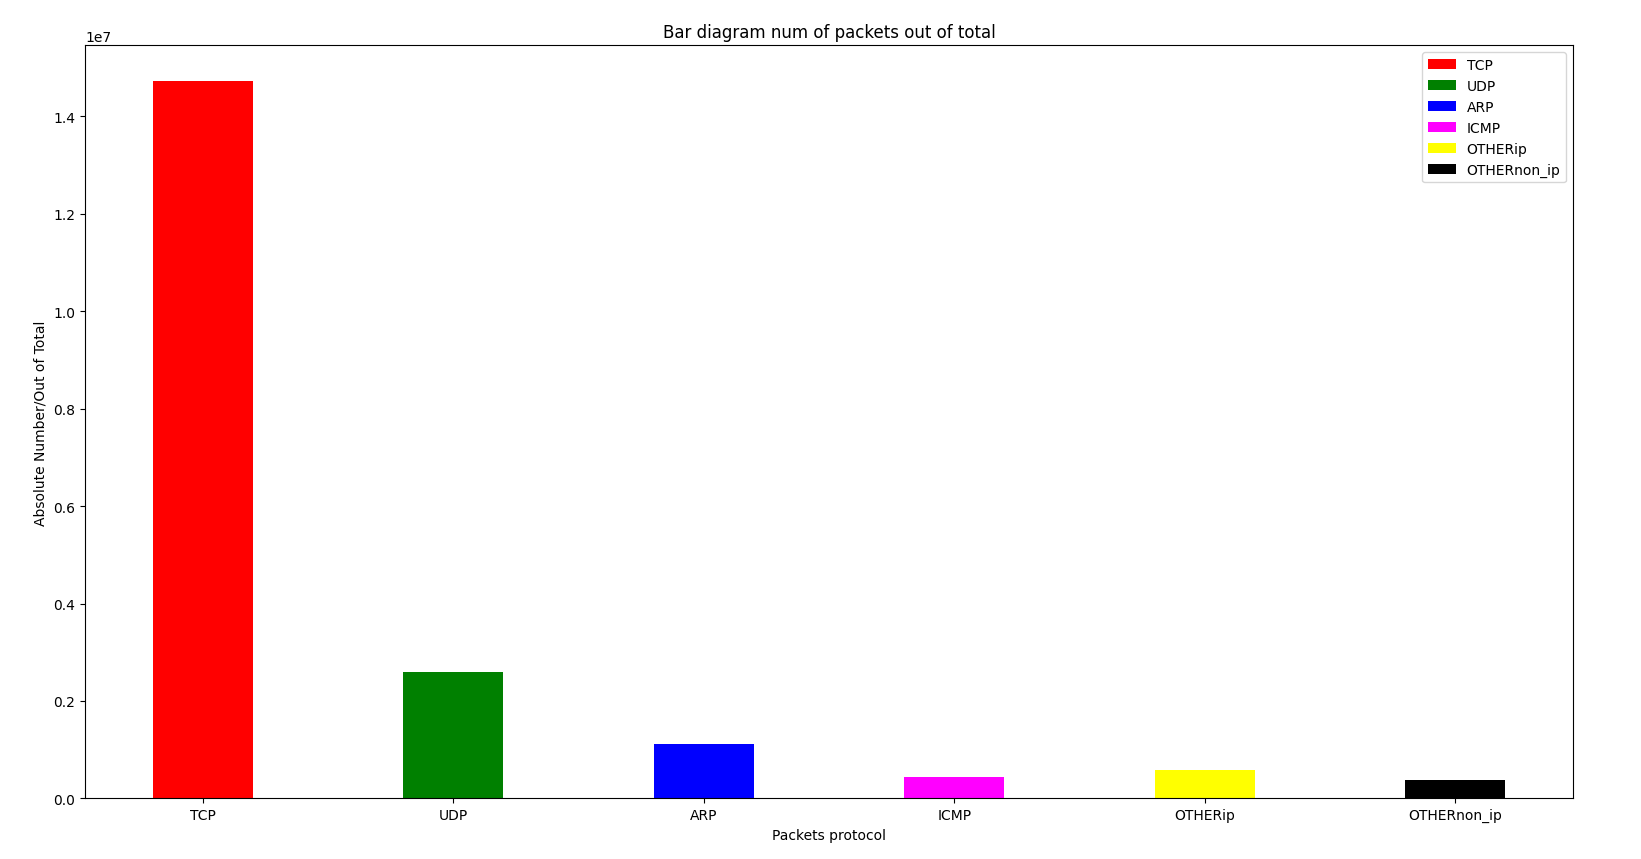 Bar diagram num of packets out of total
1e7
1.4
1.2
1.0
0.8
0.6
0.4
0.2
0.0
Absolute Number/Out of Total
TCP
UDP
ARP
ICMP
OTHERip
OTHERnon_ip
TCP UDP ARP ICMP OTHERip OTHERnon_ip
Packets protocol